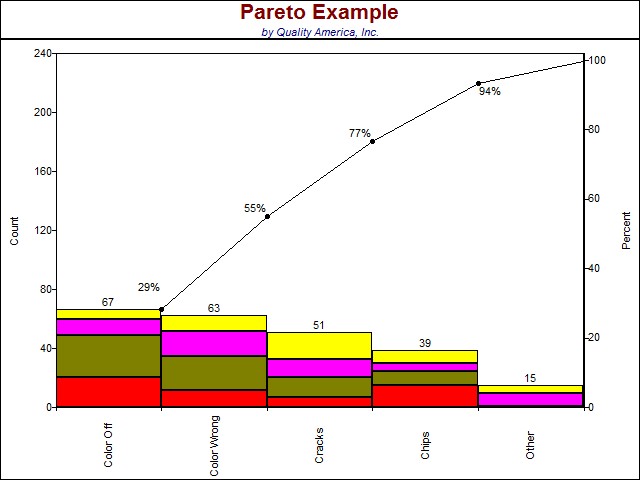 Pareto Example
by Quality America, Inc.
240
200
160
120
80
40
0
Count
100
80
60
40
20
0
Percent
29%
55%
77%
94%
67
63
51
39
15
Color Off
Color Wrong
Cracks
Chips
Other